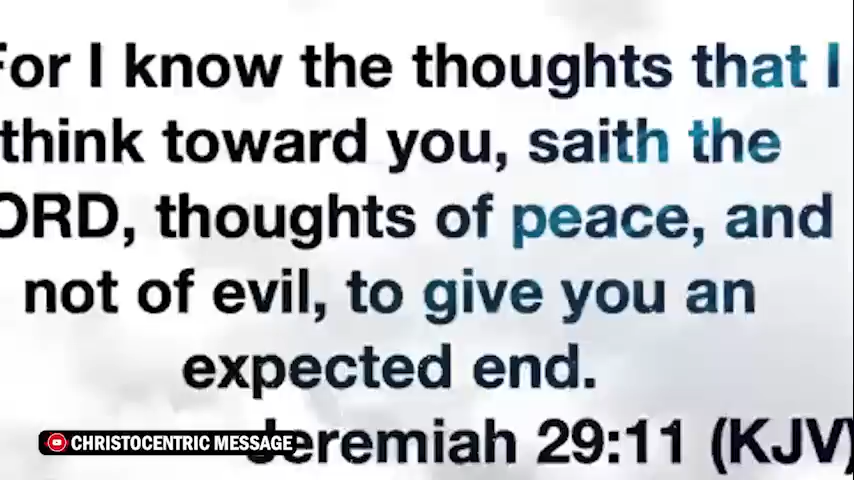 For I know the thoughts that I
think toward you, saith the
ORD, thoughts of peace, and
not of evil, to give you an
expected end.
Jeremiah 29:11 (KJV)
CHRISTOCENTRIC MESSAGE